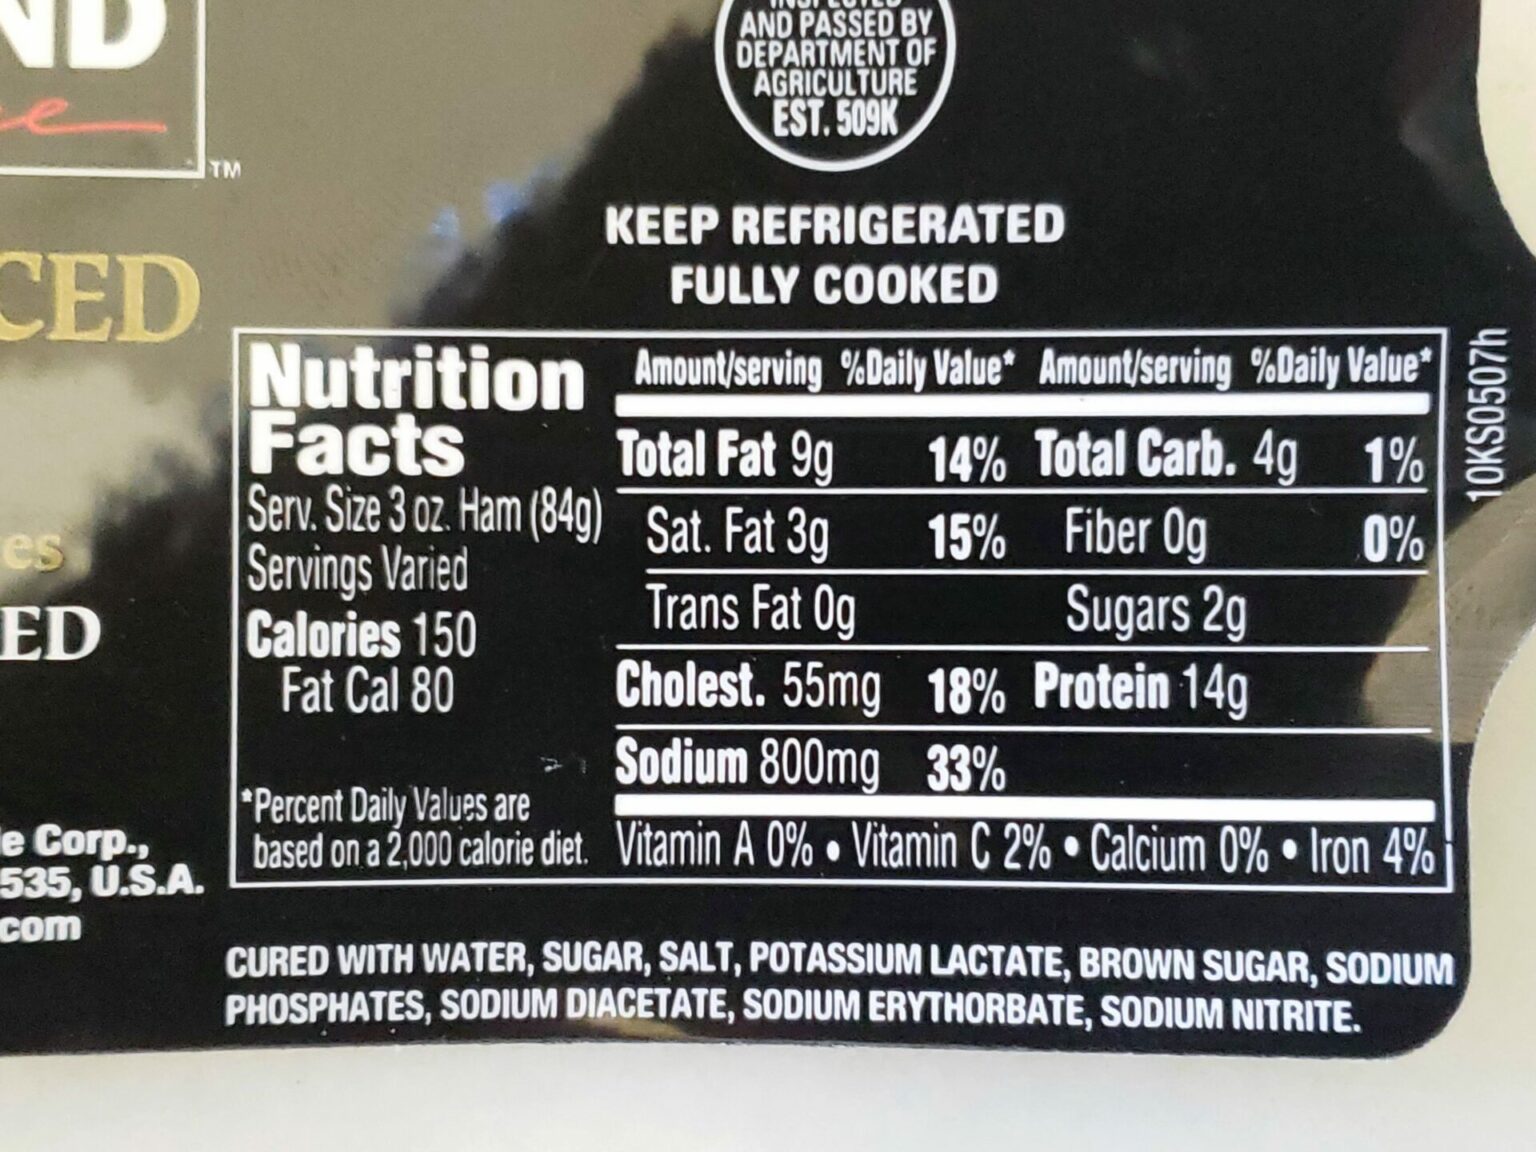 ND
TM
CED
es
ED
e Corp.,
535, U.S.A.
com
INSPECTED
AND PASSED BY
DEPARTMENT OF
AGRICULTURE
EST. 509K
KEEP REFRIGERATED
FULLY COOKED
Nutrition
Facts
Serv. Size 3 oz. Ham (84g)
Servings Varied
Calories 150
Fat Cal 80
*Percent Daily Values are
based on a 2,000 calorie diet.
Amount/serving %Daily Value* Amount/serving %Daily Value*
Total Fat 9g 14% Total Carb. 4g 1%
Sat. Fat 3g 15% Fiber 0g 0%
Trans Fat 0g Sugars 2g
Cholest. 55mg 18% Protein 14g
Sodium 800mg 33%
Vitamin A 0% • Vitamin C 2% • Calcium 0% • Iron 4%
10KS0507h
CURED WITH WATER, SUGAR, SALT, POTASSIUM LACTATE, BROWN SUGAR, SODIUM
PHOSPHATES, SODIUM DIACETATE, SODIUM ERYTHORBATE, SODIUM NITRITE.